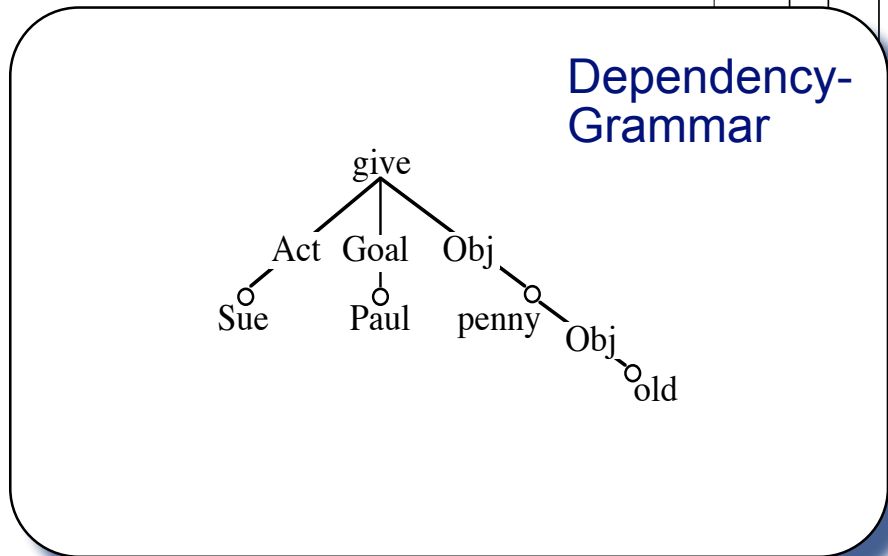 Dependency-
Grammar
give
Act Goal Obj
Sue Paul penny
Obj
old